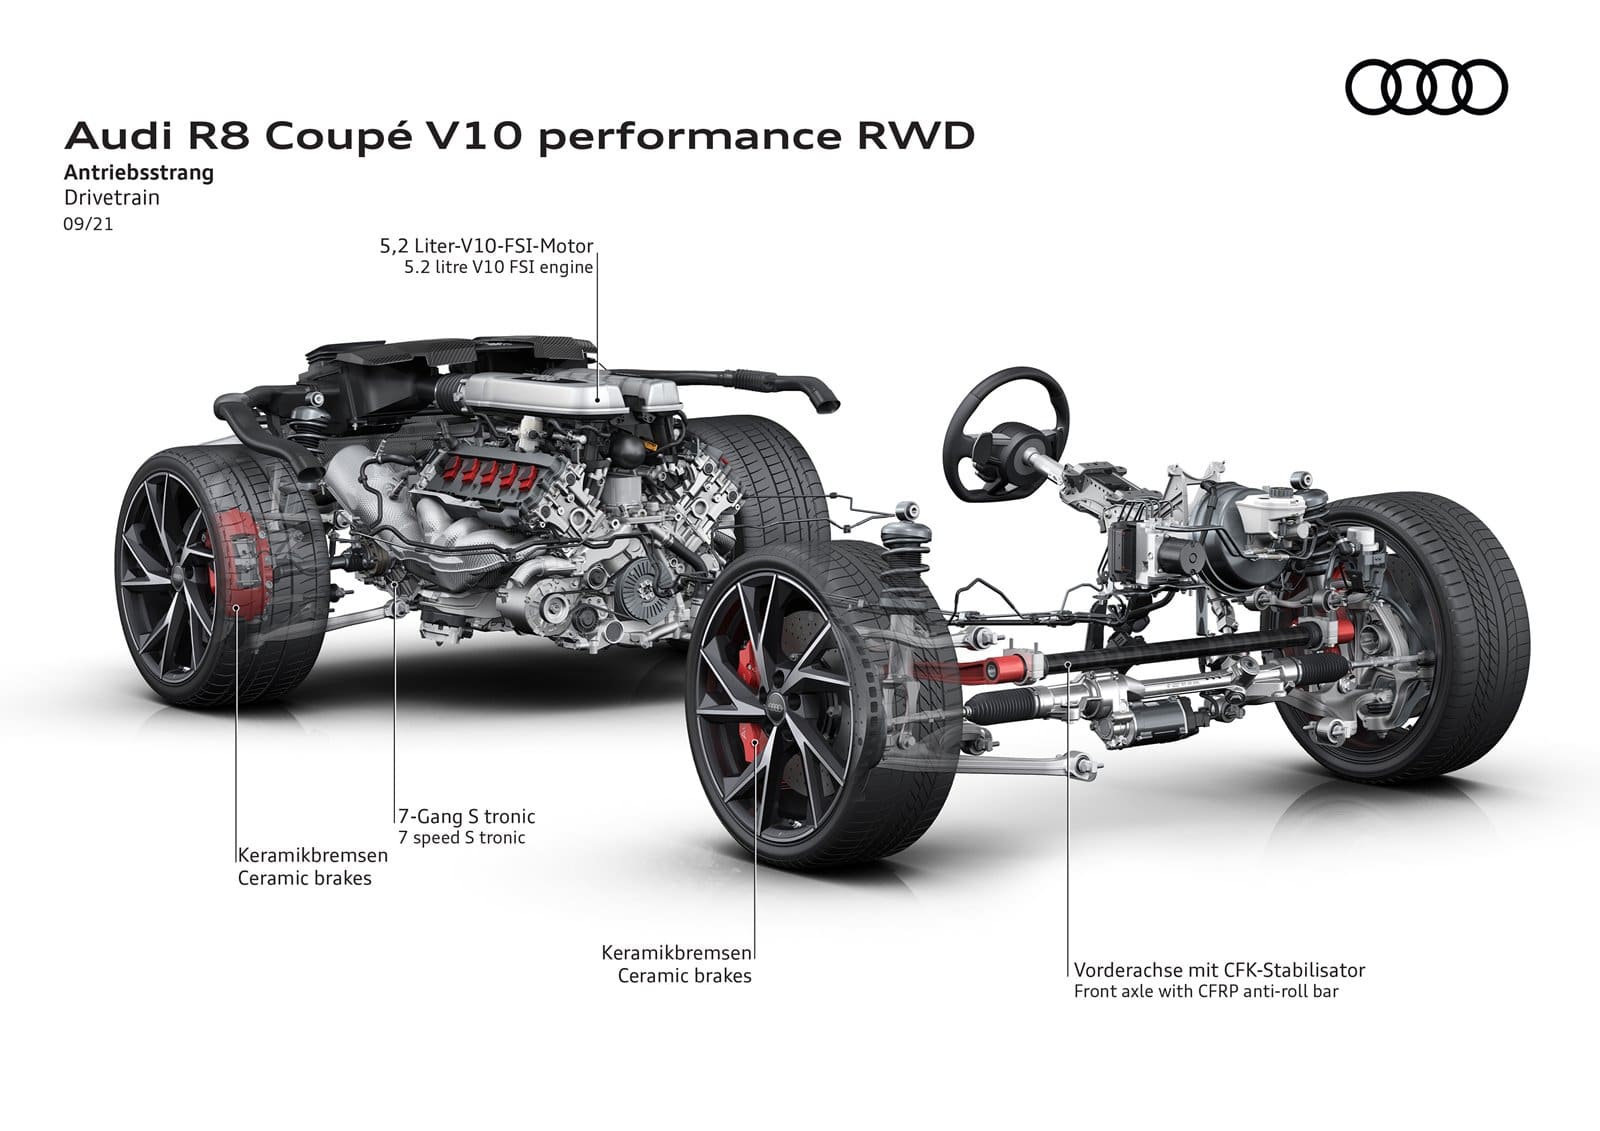 Audi R8 Coupé V10 performance RWD
Antriebsstrang
Drivetrain
09/21
5,2 Liter-V10-FSI-Motor
5.2 litre V10 FSI engine
7-Gang S tronic
7 speed S tronic
Keramikbremsen
Ceramic brakes
Keramikbremsen
Ceramic brakes
Vorderachse mit CFK-Stabilisator
Front axle with CFRP anti-roll bar